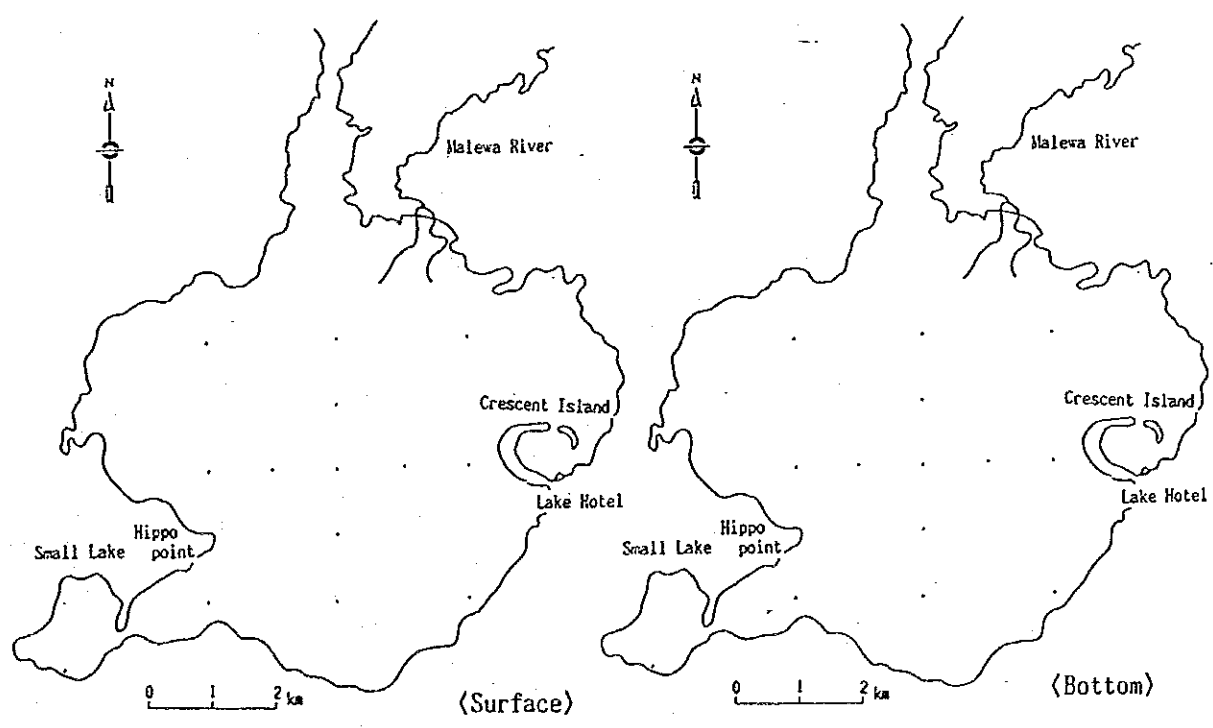 N
Malewa River
Crescent Island
Lake Hotel
Hippo
point
Small Lake
0 1 2 km
⟨Surface⟩
N
Malewa River
Crescent Island
Lake Hotel
Hippo
point
Small Lake
0 1 2 km
⟨Bottom⟩